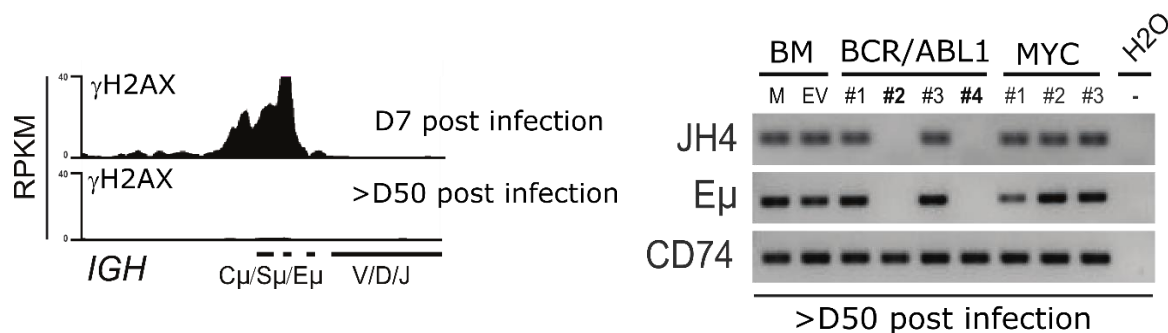 RPKM
40
γH2AX
D7 post infection
0
40
γH2AX
>D50 post infection
0
IGH
Cμ/Sμ/Eμ
V/D/J
BM BCR/ABL1 MYC H2O
M EV #1 #2 #3 #4 #1 #2 #3 -
JH4
Eμ
CD74
>D50 post infection